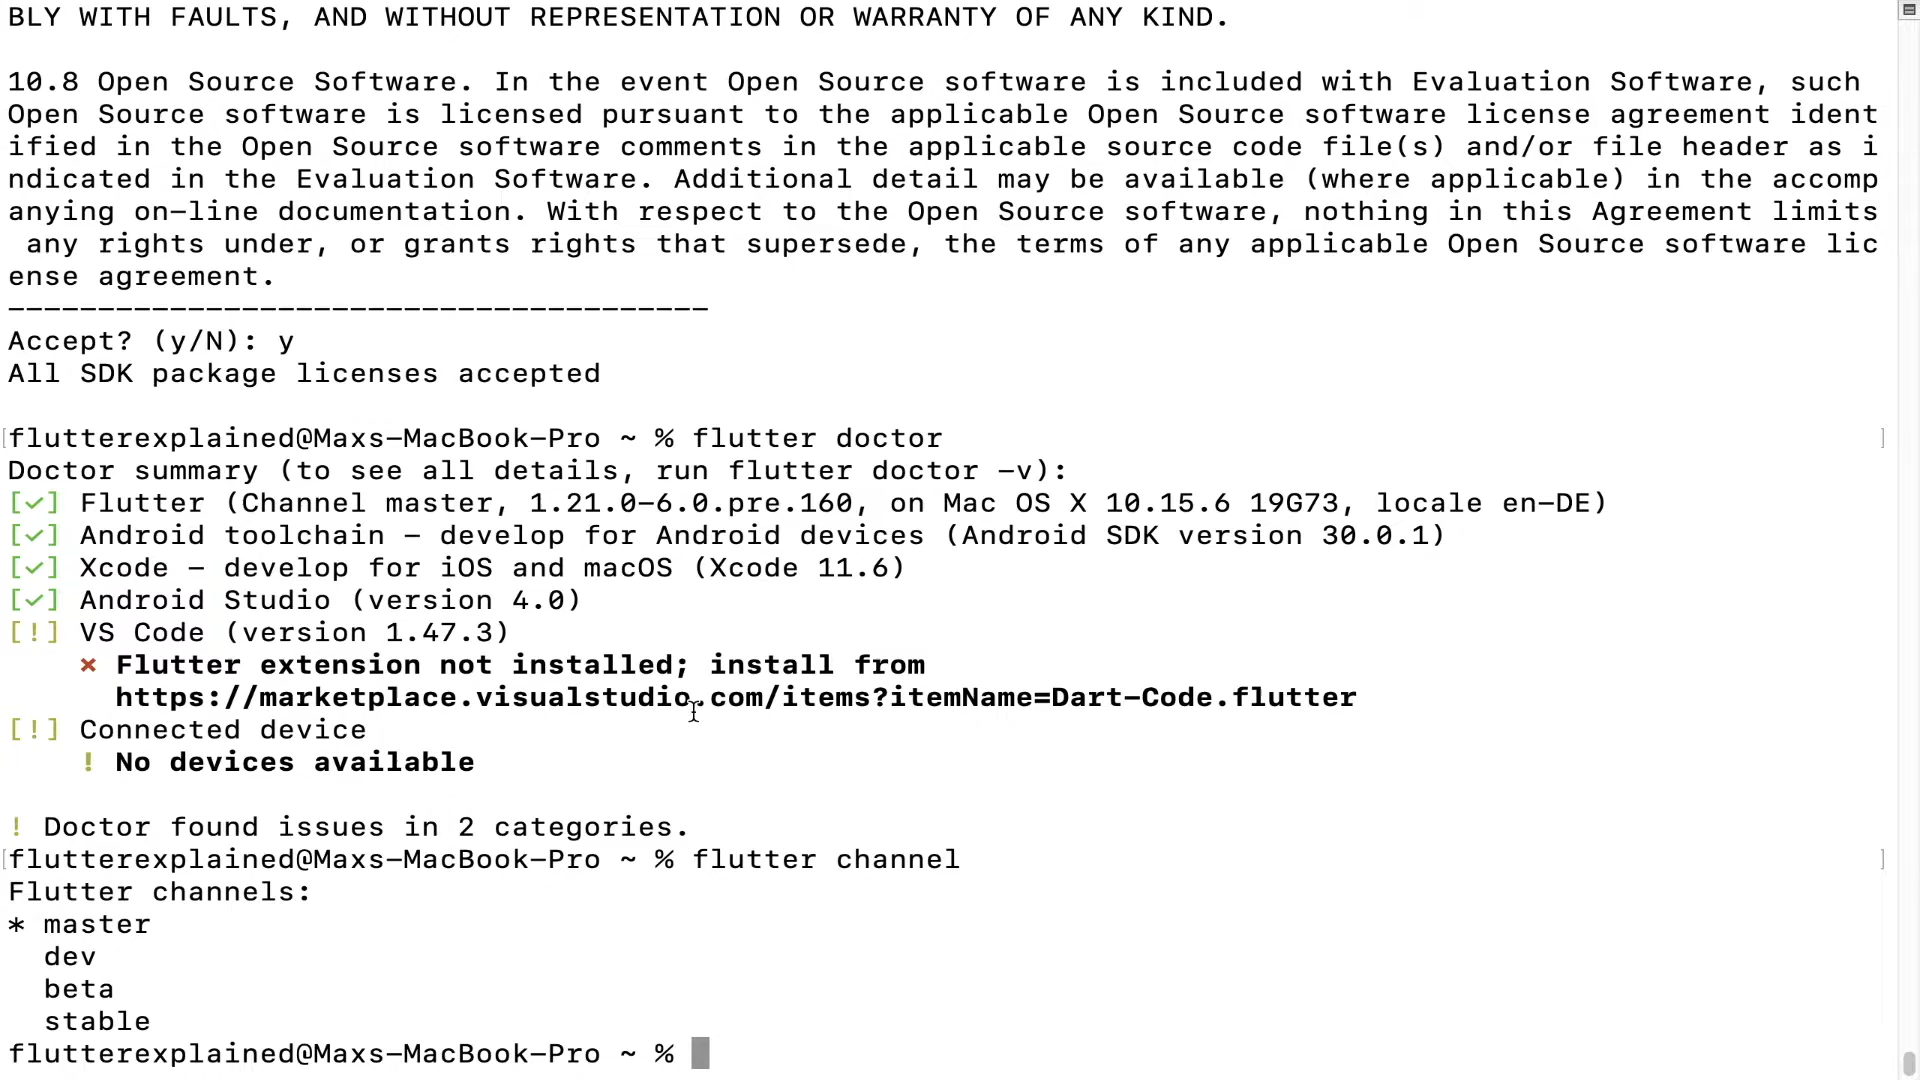 BLY WITH FAULTS, AND WITHOUT REPRESENTATION OR WARRANTY OF ANY KIND.
10.8 Open Source Software. In the event Open Source software is included with Evaluation Software, such
Open Source software is licensed pursuant to the applicable Open Source software license agreement ident
ified in the Open Source software comments in the applicable source code file(s) and/or file header as i
ndicated in the Evaluation Software. Additional detail may be available (where applicable) in the accomp
anying on-line documentation. With respect to the Open Source software, nothing in this Agreement limits
 any rights under, or grants rights that supersede, the terms of any applicable Open Source software lic
ense agreement.
---------------------------------------
Accept? (y/N): y
All SDK package licenses accepted
[flutterexplained@Maxs-MacBook-Pro ~ % flutter doctor ]
Doctor summary (to see all details, run flutter doctor -v):
[✓] Flutter (Channel master, 1.21.0-6.0.pre.160, on Mac OS X 10.15.6 19G73, locale en-DE)
[✓] Android toolchain - develop for Android devices (Android SDK version 30.0.1)
[✓] Xcode - develop for iOS and macOS (Xcode 11.6)
[✓] Android Studio (version 4.0)
[!] VS Code (version 1.47.3)
    ✗ Flutter extension not installed; install from
      https://marketplace.visualstudio.com/items?itemName=Dart-Code.flutter
[!] Connected device
    ! No devices available
! Doctor found issues in 2 categories.
[flutterexplained@Maxs-MacBook-Pro ~ % flutter channel ]
Flutter channels:
* master
  dev
  beta
  stable
flutterexplained@Maxs-MacBook-Pro ~ %